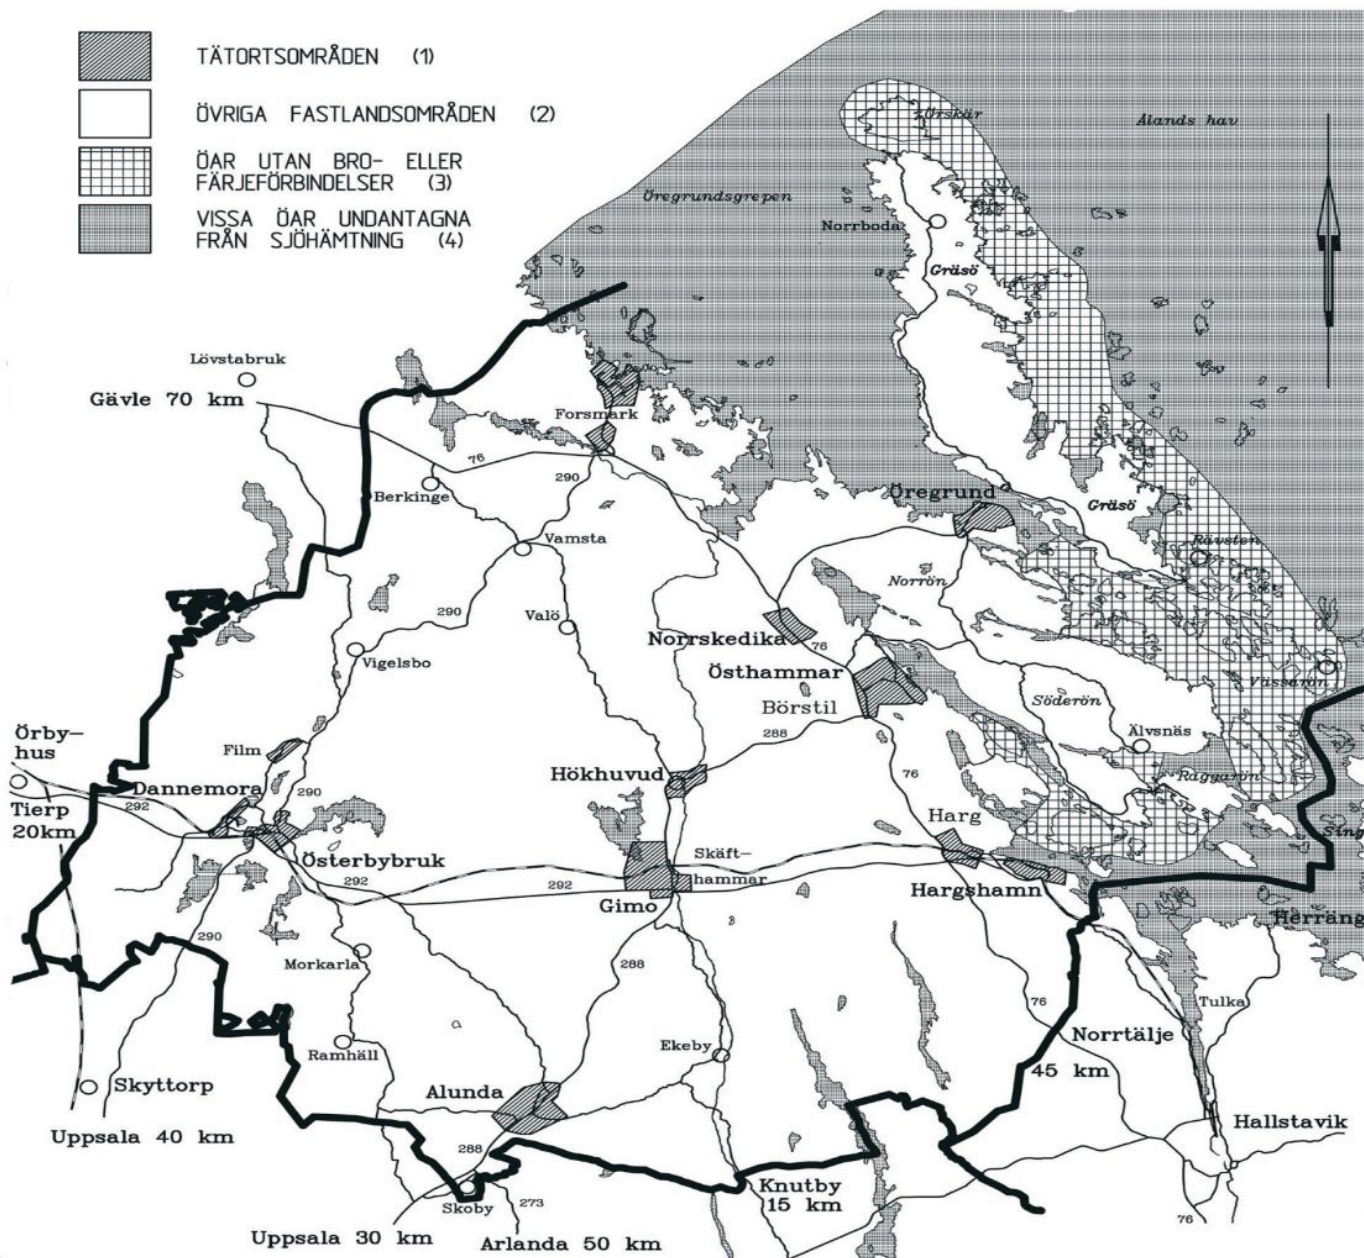 TÄTORTSOMRÅDEN (1)
ÖVRIGA FASTLANDSOMRÅDEN (2)
ÖAR UTAN BRO- ELLER
FÄRJEFÖRBINDELSER (3)
VISSA ÖAR UNDANTAGNA
FRÅN SJÖHÄMTNING (4)
Örskär
Ålands hav
Öregrundsgrepen
Norrboda
Gräsö
Lövstabruk
Gävle 70 km
Forsmark
76
290
Berkinge
Öregrund
Gräsö
Vamsta
Rävsten
Norrön
290
Valö
Norrskedika
76
Vigelsbo
Östhammar
Vässarön
Börstil
Söderön
Örby-
hus
Film
288
Älvsnäs
Hökhuvud
76
Raggarön
Dannemora
290
292
Tierp
20km
Harg
Sing
Österbybruk
Skäft-
hammar
292
292
Gimo
Hargshamn
Herräng
290
Morkarla
288
76
Tulka
Norrtälje
45 km
Ramhäll
Ekeby
Skyttorp
Alunda
Uppsala 40 km
Hallstavik
288
Knutby
15 km
Skoby
273
76
Uppsala 30 km
Arlanda 50 km